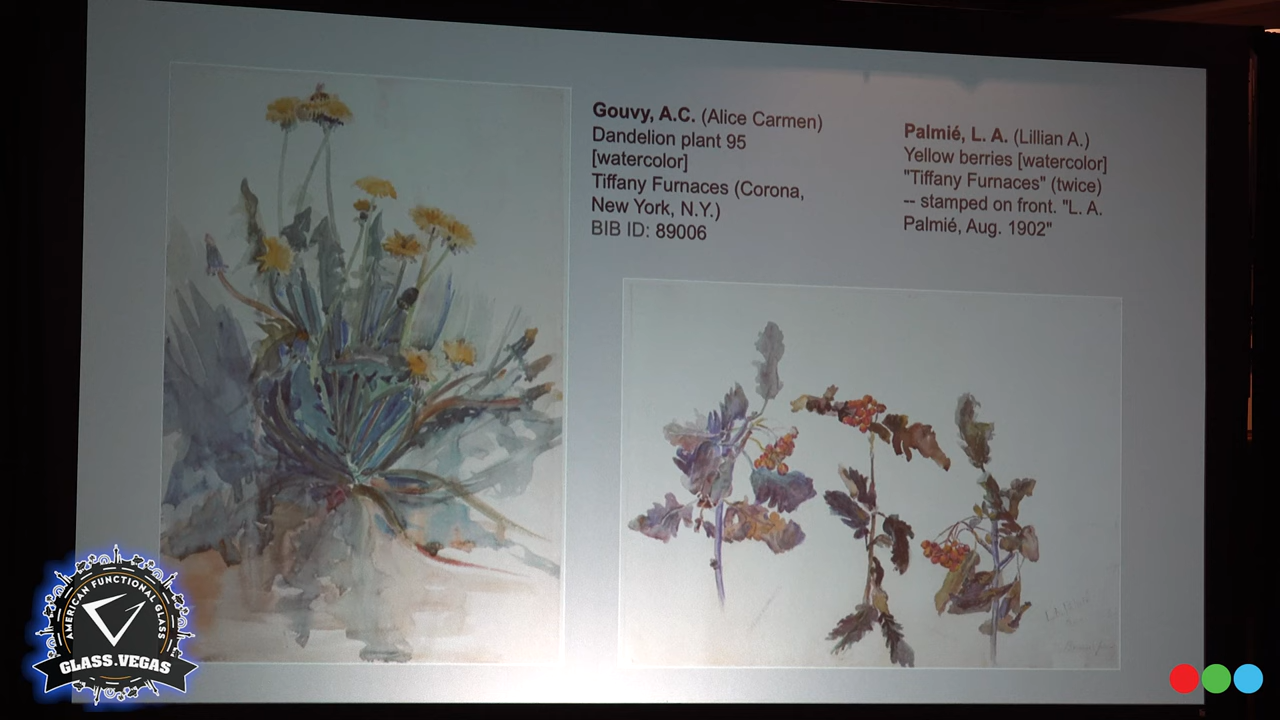 Gouvy, A.C. (Alice Carmen)
Dandelion plant 95
[watercolor]
Tiffany Furnaces (Corona,
New York, N.Y.)
BIB ID: 89006
Palmié, L. A. (Lillian A.)
Yellow berries [watercolor]
"Tiffany Furnaces" (twice)
-- stamped on front. "L. A.
Palmié, Aug. 1902"
AMERICAN FUNCTIONAL GLASS
GLASS.VEGAS